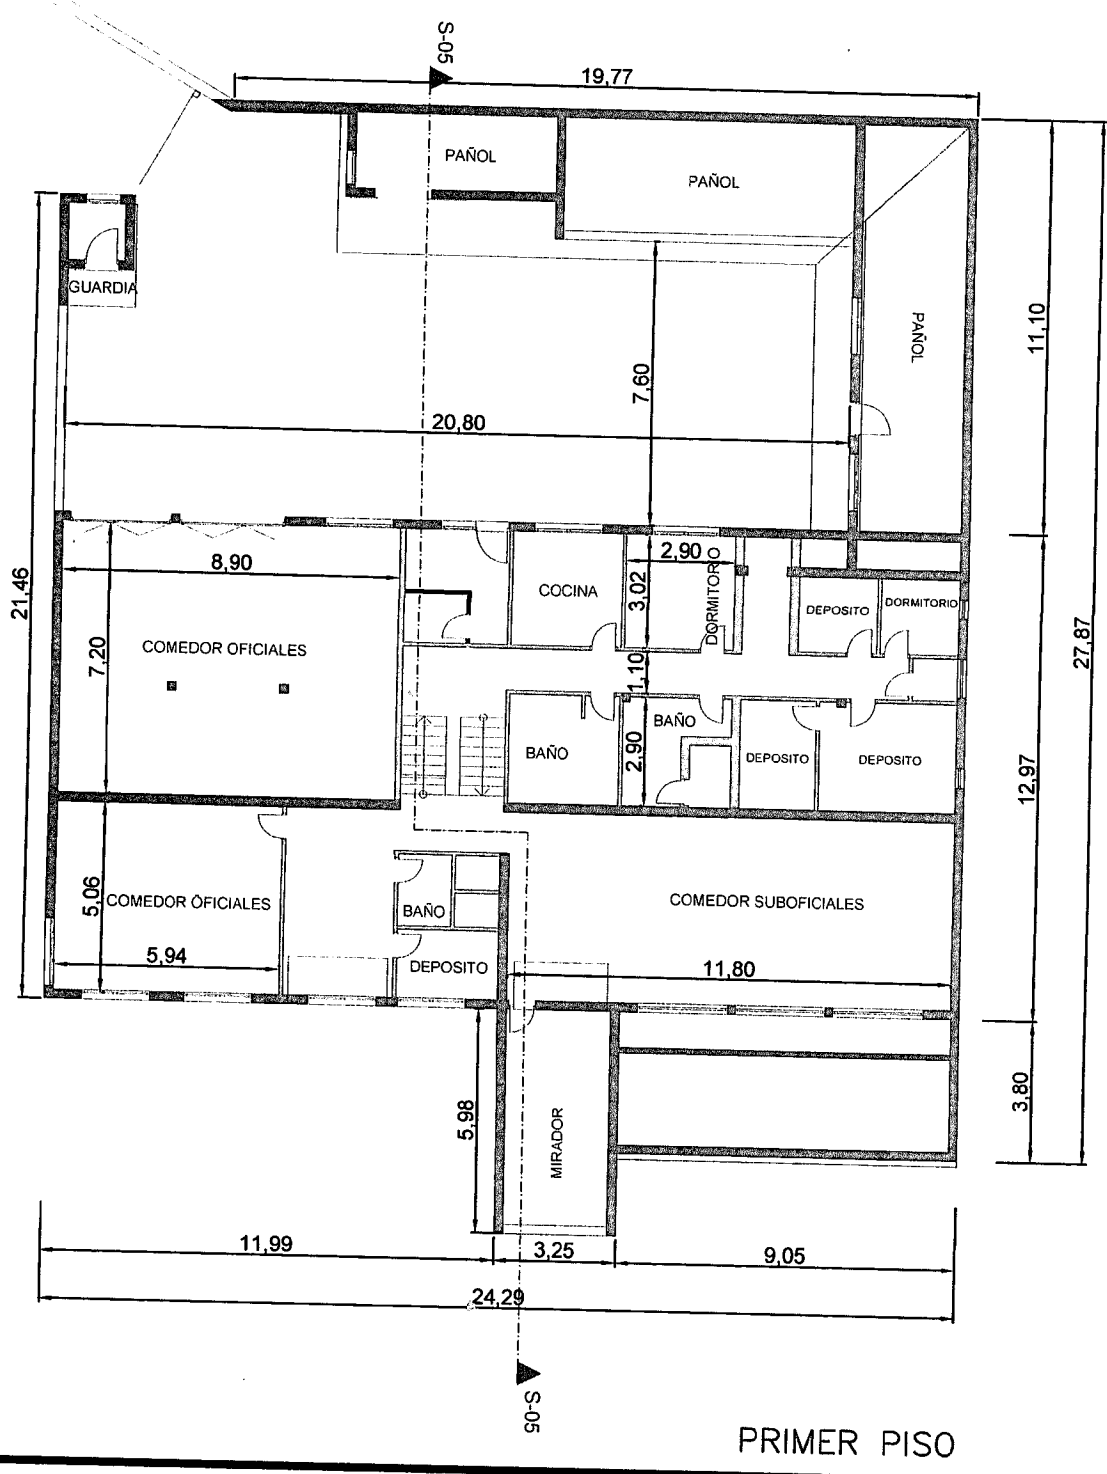 S-05
19,77
PAÑOL
PAÑOL
PAÑOL
GUARDIA
11,10
7,60
20,80
21,46
8,90
2,90
COCINA
3,02
DORMITORIO
DEPOSITO
DORMITORIO
27,87
COMEDOR OFICIALES
7,20
1,10
BAÑO
BAÑO
2,90
DEPOSITO
DEPOSITO
12,97
5,06
COMEDOR OFICIALES
BAÑO
COMEDOR SUBOFICIALES
5,94
DEPOSITO
11,80
5,98
MIRADOR
3,80
11,99
3,25
9,05
24,29
S-05
PRIMER PISO